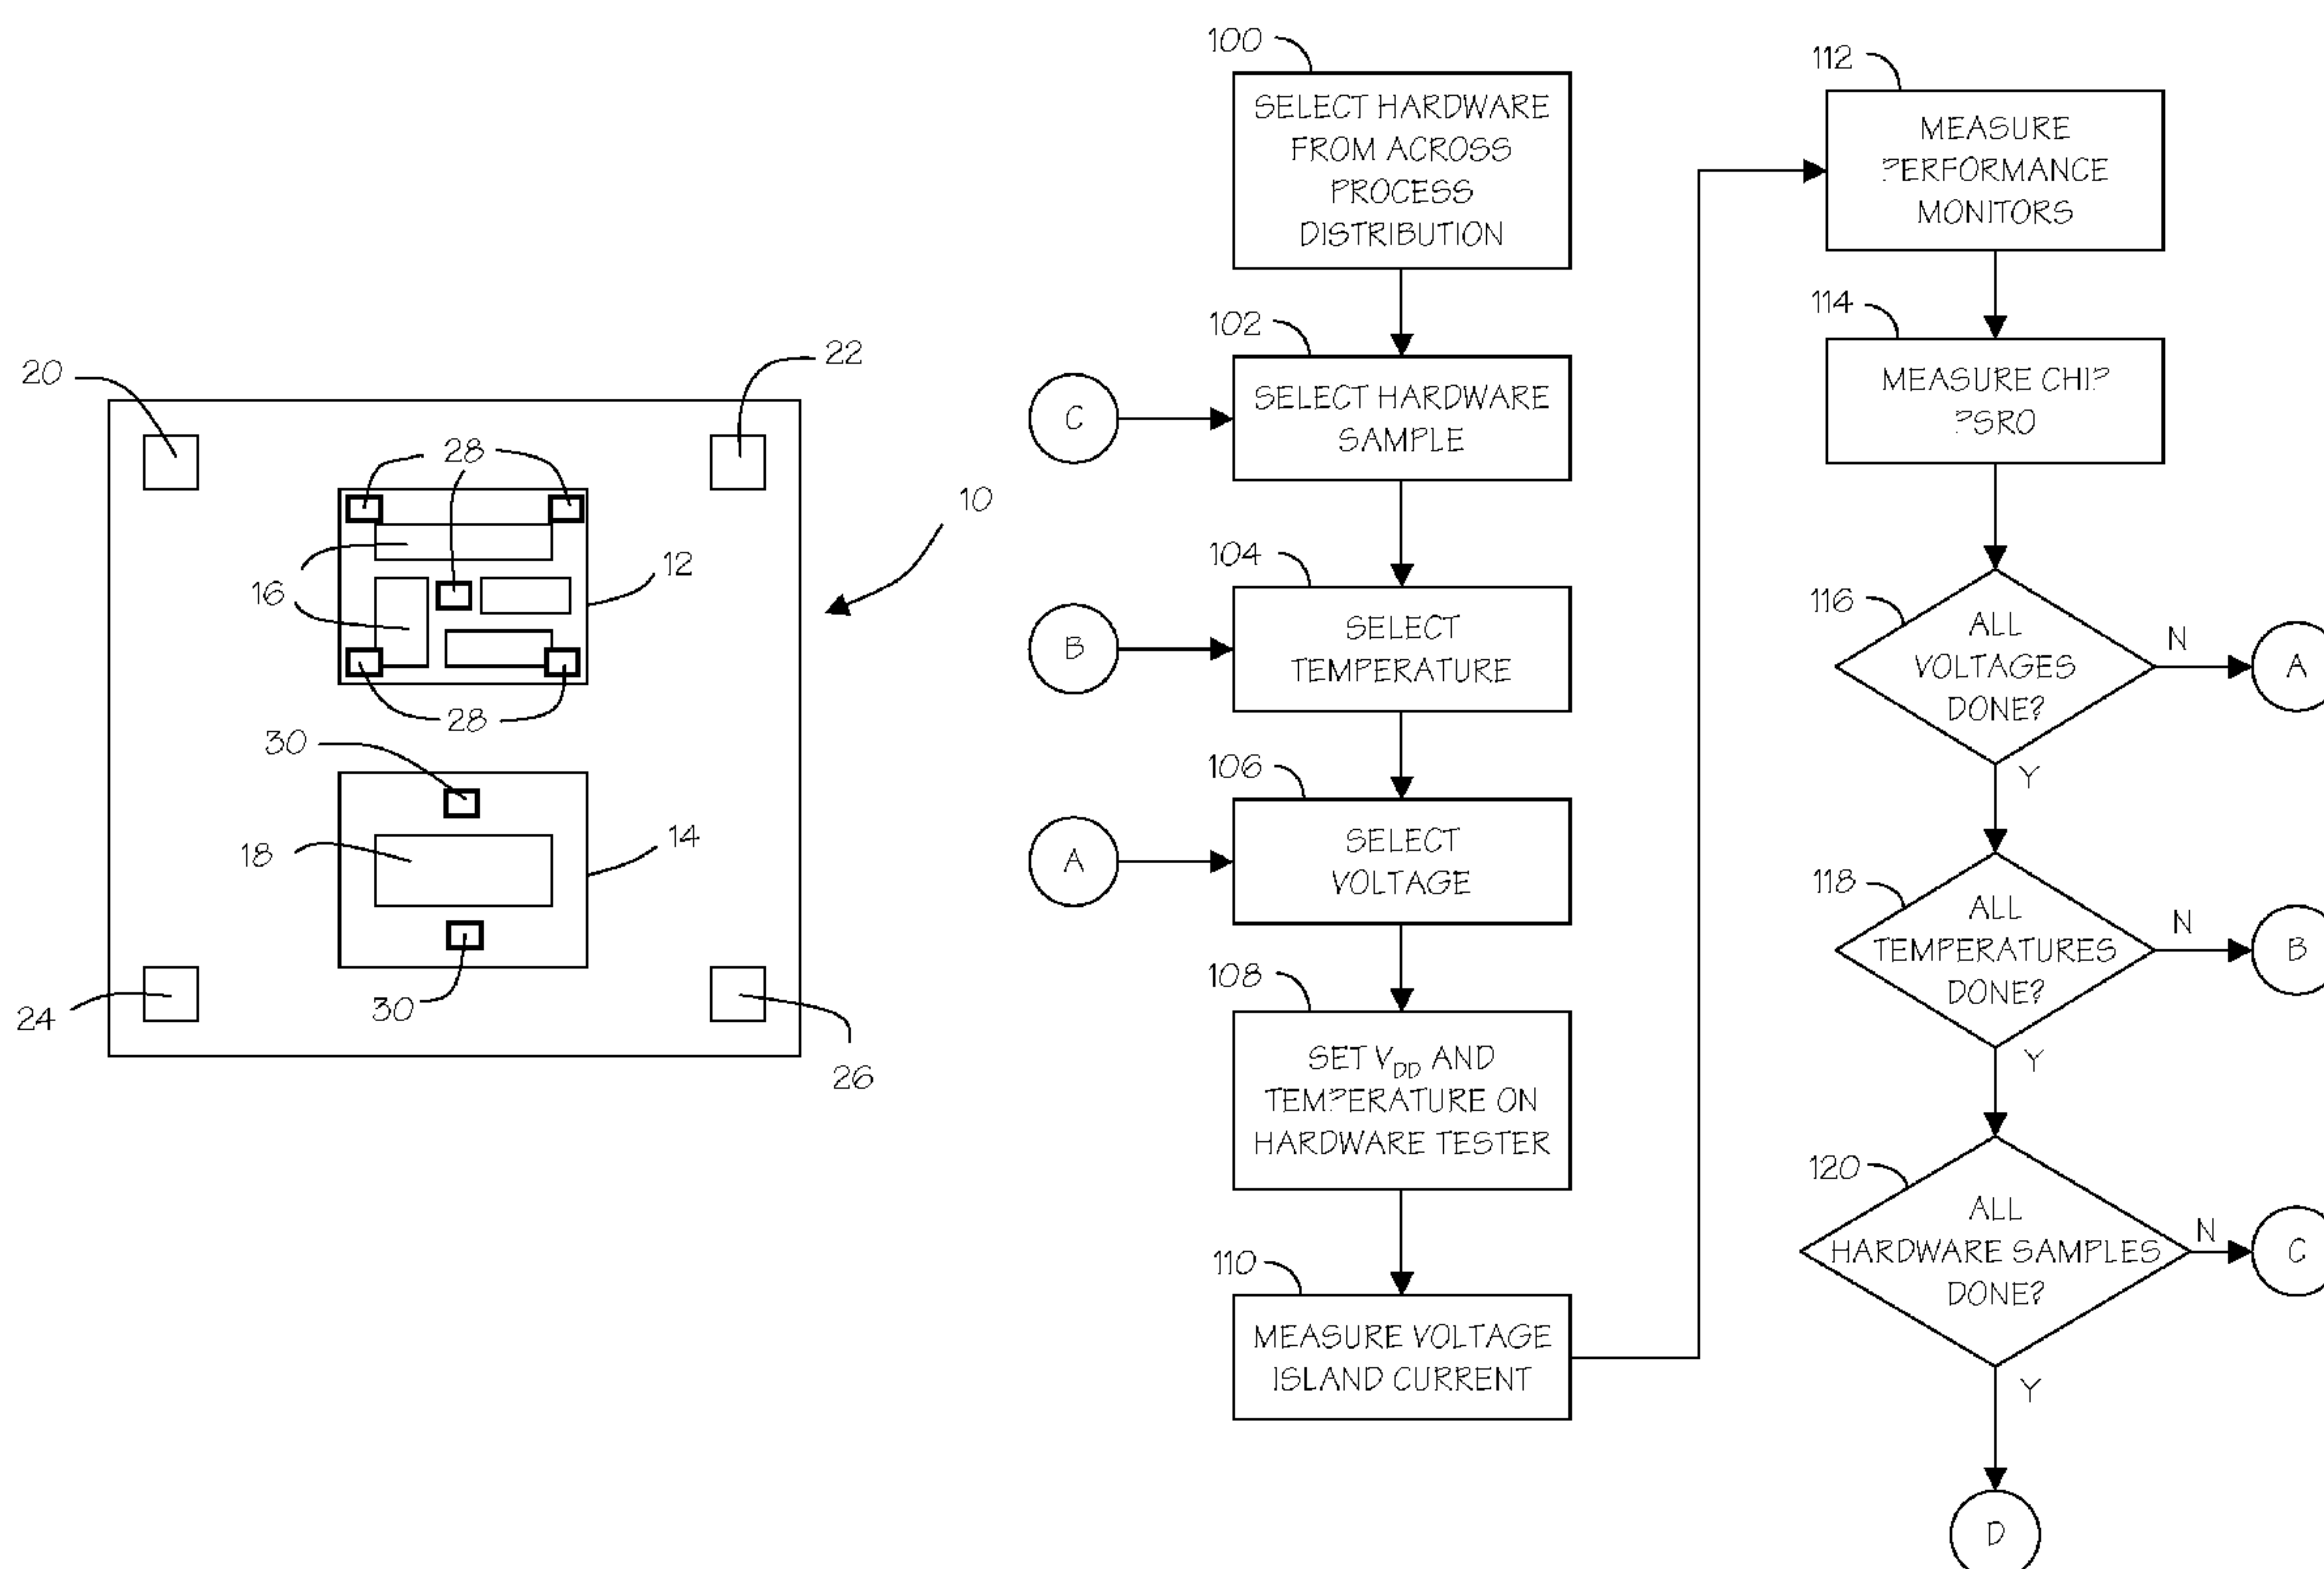 20
22
28
10
16
12
28
30
18
14
24
30
26
100
SELECT HARDWARE
FROM ACROSS
PROCESS
DISTRIBUTION
102
C
SELECT HARDWARE
SAMPLE
104
B
SELECT
TEMPERATURE
106
A
SELECT
VOLTAGE
108
SET VDD AND
TEMPERATURE ON
HARDWARE TESTER
110
MEASURE VOLTAGE
ISLAND CURRENT
112
MEASURE
PERFORMANCE
MONITORS
114
MEASURE CHIP
PSRO
116
ALL
VOLTAGES
DONE?
N
A
Y
118
ALL
TEMPERATURES
DONE?
N
B
Y
120
ALL
HARDWARE SAMPLES
DONE?
N
C
Y
D